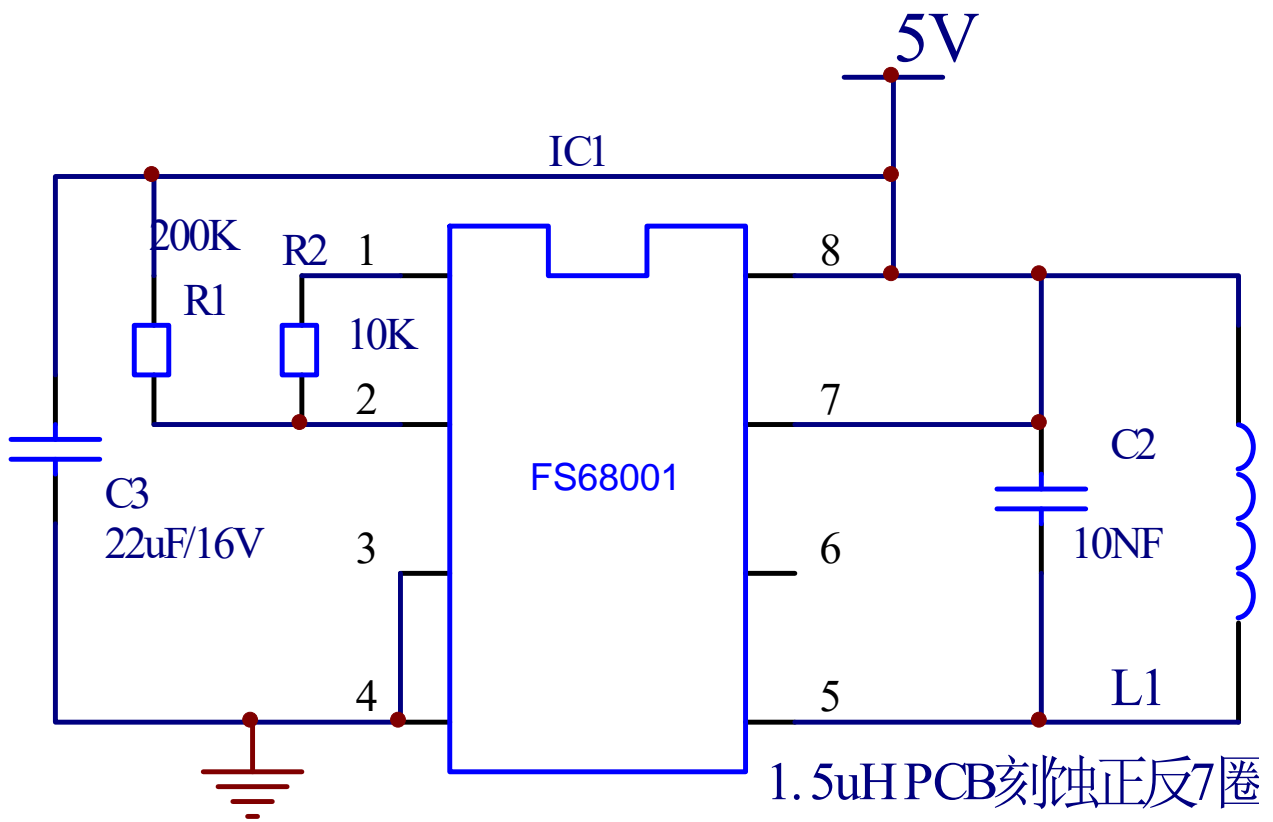 5V
IC1
200K
R2
1
8
R1
10K
2
7
C2
FS68001
C3
22uF/16V
3
6
10NF
4
5
L1
1.5uH PCB刻蚀正反7圈